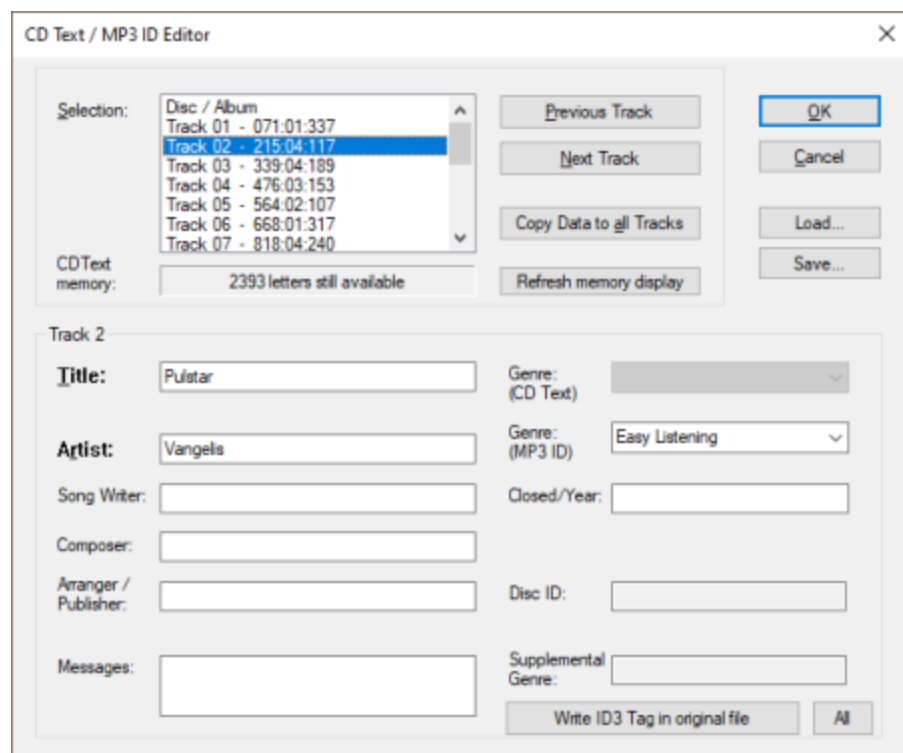 CD Text / MP3 ID Editor
Selection:
Disc / Album
Track 01 - 071:01:337
Track 02 - 215:04:117
Track 03 - 339:04:189
Track 04 - 476:03:153
Track 05 - 564:02:107
Track 06 - 668:01:317
Track 07 - 818:04:240
Previous Track
Next Track
Copy Data to all Tracks
Refresh memory display
OK
Cancel
Load...
Save...
CDText
memory:
2393 letters still available
Track 2
Title:
Pulstar
Genre:
(CD Text)
Artist:
Vangelis
Genre:
(MP3 ID)
Easy Listening
Song Writer:
Closed/Year:
Composer:
Arranger /
Publisher:
Disc ID:
Messages:
Supplemental
Genre:
Write ID3 Tag in original file
All